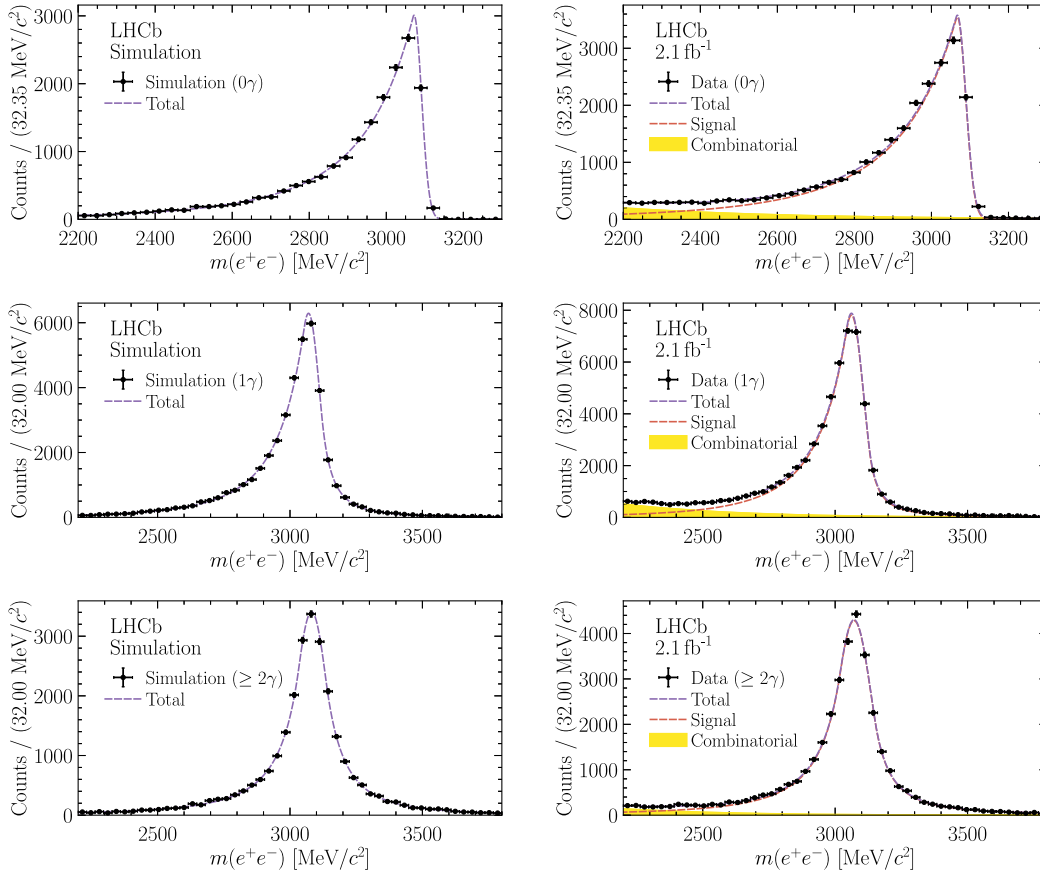 LHCb
Simulation
Simulation (0γ)
Total
Counts / (32.35 MeV/c²)
0
1000
2000
3000
2200 2400 2600 2800 3000 3200
m(e⁺e⁻) [MeV/c²]
LHCb
2.1 fb⁻¹
Data (0γ)
Total
Signal
Combinatorial
Counts / (32.35 MeV/c²)
0
1000
2000
3000
2200 2400 2600 2800 3000 3200
m(e⁺e⁻) [MeV/c²]
LHCb
Simulation
Simulation (1γ)
Total
Counts / (32.00 MeV/c²)
0
2000
4000
6000
2500 3000 3500
m(e⁺e⁻) [MeV/c²]
LHCb
2.1 fb⁻¹
Data (1γ)
Total
Signal
Combinatorial
Counts / (32.00 MeV/c²)
0
2000
4000
6000
8000
2500 3000 3500
m(e⁺e⁻) [MeV/c²]
LHCb
Simulation
Simulation (≥ 2γ)
Total
Counts / (32.00 MeV/c²)
0
1000
2000
3000
2500 3000 3500
m(e⁺e⁻) [MeV/c²]
LHCb
2.1 fb⁻¹
Data (≥ 2γ)
Total
Signal
Combinatorial
Counts / (32.00 MeV/c²)
0
1000
2000
3000
4000
2500 3000 3500
m(e⁺e⁻) [MeV/c²]